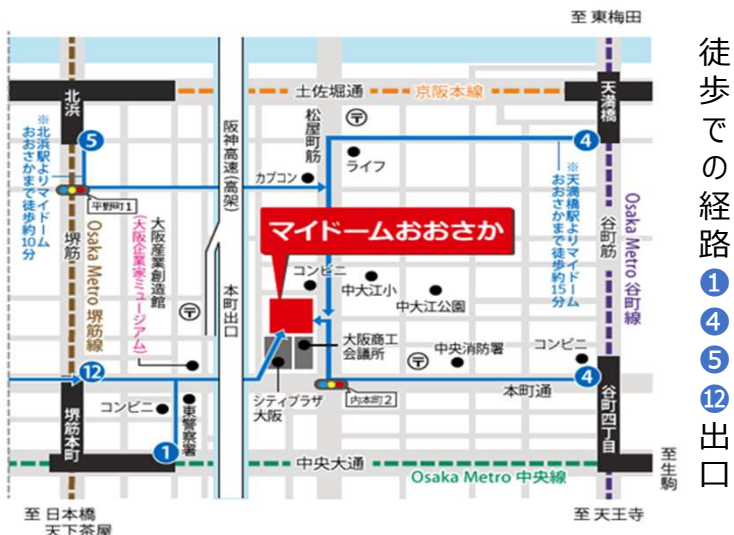 至 東梅田
北浜
土佐堀通
京阪本線
天満橋
松屋町筋
〒
阪神高速(高架)
5
4
ライフ
カプコン
※北浜駅よりマイドーム
おおさかまで徒歩約10分
※天満橋駅よりマイドーム
おおさかまで徒歩約15分
平野町1
堺筋
Osaka Metro 堺筋線
大阪産業創造館
(大阪企業家ミュージアム)
マイドームおおさか
谷町筋
Osaka Metro 谷町線
コンビニ
中大江小
中大江公園
〒
本町出口
大阪商工
会議所
〒
中央消防署
コンビニ
12
4
シティプラザ
大阪
内本町2
本町通
谷町四丁目
堺筋本町
コンビニ
東警察署
1
中央大通
Osaka Metro 中央線
至 生駒
至 日本橋
天下茶屋
至 天王寺
徒歩での経路1 4 5 12出口